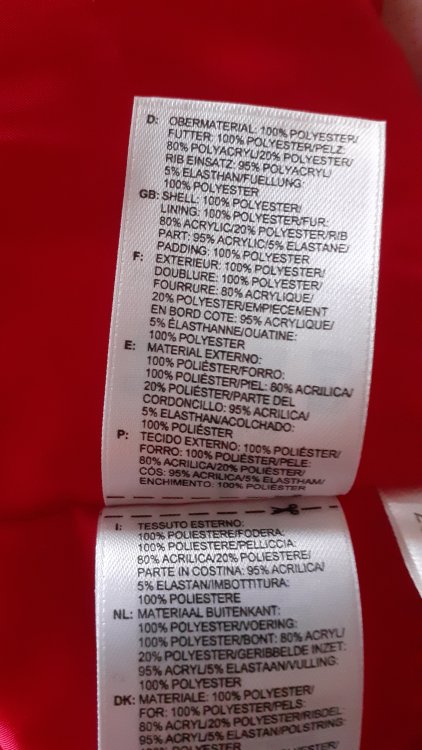 D: OBERMATERIAL: 100% POLYESTER/
FUTTER: 100% POLYESTER/PELZ:
80% POLYACRYL/20% POLYESTER/
RIB EINSATZ: 95% POLYACRYL/
5% ELASTHAN/FUELLUNG:
100% POLYESTER
GB: SHELL: 100% POLYESTER/
LINING: 100% POLYESTER/FUR:
80% ACRYLIC/20% POLYESTER/RIB
PART: 95% ACRYLIC/5% ELASTANE/
PADDING: 100% POLYESTER
F: EXTERIEUR: 100% POLYESTER/
DOUBLURE: 100% POLYESTER/
FOURRURE: 80% ACRYLIQUE/
20% POLYESTER/EMPIECEMENT
EN BORD COTE: 95% ACRYLIQUE/
5% ÉLASTHANNE/OUATINE:
100% POLYESTER
E: MATERIAL EXTERNO:
100% POLIÉSTER/FORRO:
100% POLIÉSTER/PIEL: 80% ACRILICA/
20% POLIÉSTER/PARTE DEL
CORDONCILLO: 95% ACRILICA/
5% ELASTHAN/ACOLCHADO:
100% POLIÉSTER
P: TECIDO EXTERNO: 100% POLIÉSTER/
FORRO: 100% POLIÉSTER/PELE:
80% ACRILICA/20% POLIÉSTER/
CÓS: 95% ACRILICA/5% ELASTHAM/
ENCHIMENTO: 100% POLIÉSTER
I: TESSUTO ESTERNO:
100% POLIESTERE/FODERA:
100% POLIESTERE/PELLICCIA:
80% ACRILICA/20% POLIESTERE/
PARTE IN COSTINA: 95% ACRILICA/
5% ELASTAN/IMBOTTITURA:
100% POLIESTERE
NL: MATERIAAL BUITENKANT:
100% POLYESTER/VOERING:
100% POLYESTER/BONT: 80% ACRYL/
20% POLYESTER/GERIBBELDE INZET:
95% ACRYL/5% ELASTAAN/VULLING:
100% POLYESTER
DK: MATERIALE: 100% POLYESTER/
FOR: 100% POLYESTER/PELS:
80% ACRYL/20% POLYESTER/RIBDEL:
95% ACRYL/5% ELASTAN/POLSTRING:
100% POLYESTER